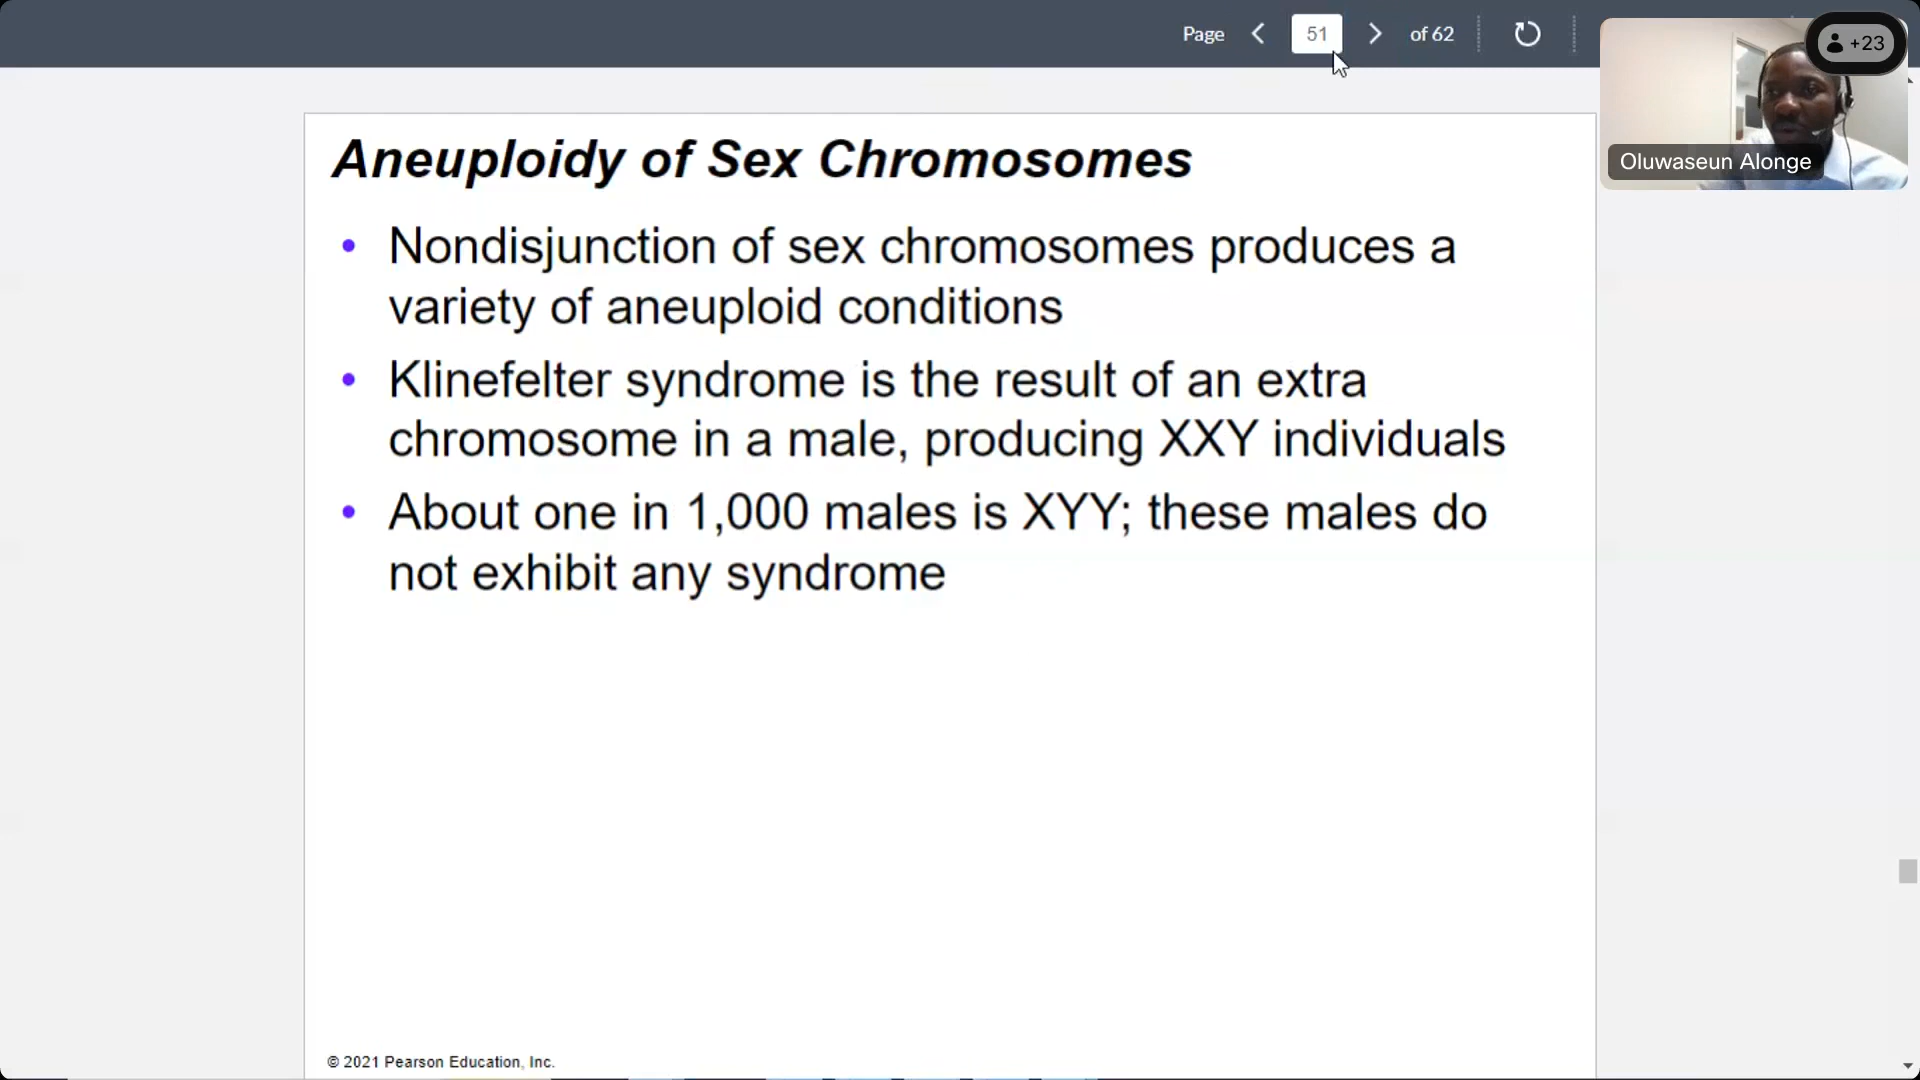 Page 51 of 62
+23
Oluwaseun Alonge
Aneuploidy of Sex Chromosomes
• Nondisjunction of sex chromosomes produces a
variety of aneuploid conditions
• Klinefelter syndrome is the result of an extra
chromosome in a male, producing XXY individuals
• About one in 1,000 males is XYY; these males do
not exhibit any syndrome
© 2021 Pearson Education, Inc.